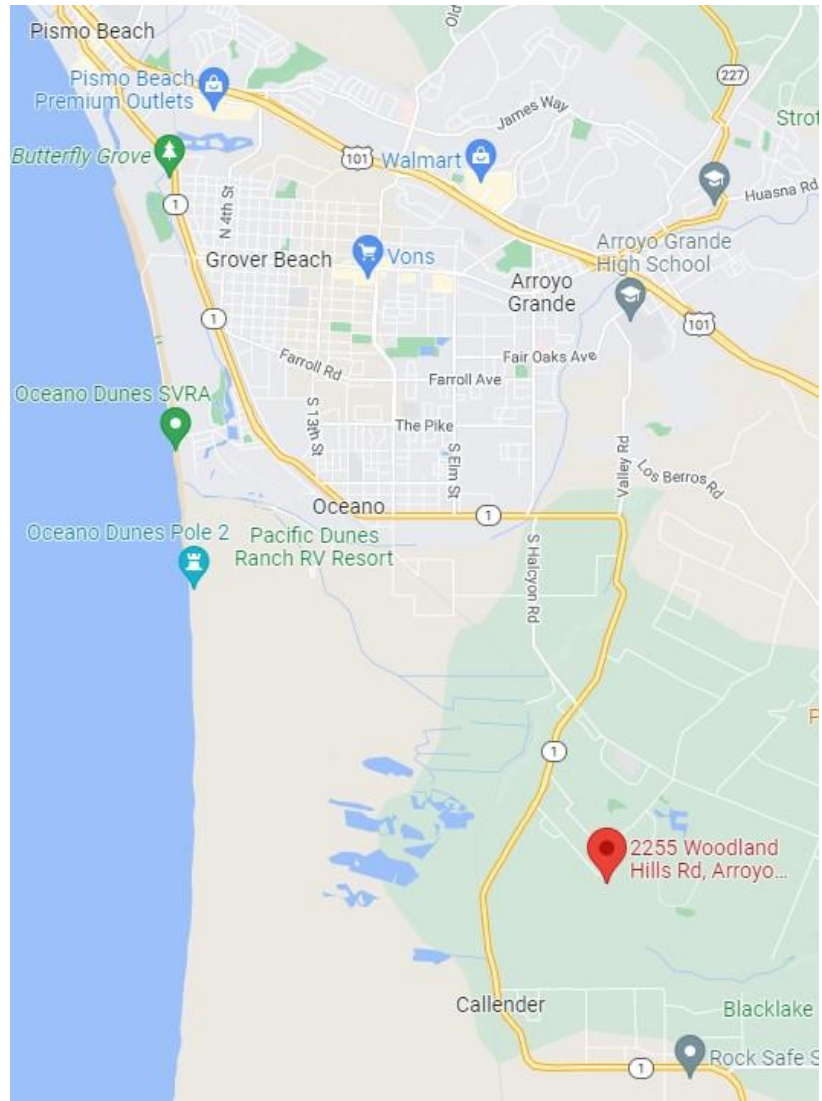 Pismo Beach
Old
227
Pismo Beach
Premium Outlets
James Way
Strot
Butterfly Grove
101
Walmart
Huasna Rd
1
N 4th St
Arroyo Grande
High School
Grover Beach
Vons
Arroyo
Grande
1
101
Fair Oaks Ave
Farroll Rd
Farroll Ave
Oceano Dunes SVRA
S 13th St
The Pike
S Elm St
Valley Rd
Los Berros Rd
Oceano
1
Oceano Dunes Pole 2
Pacific Dunes
Ranch RV Resort
S Halcyon Rd
P
1
2255 Woodland
Hills Rd, Arroyo...
Callender
Blacklake
Rock Safe S
1